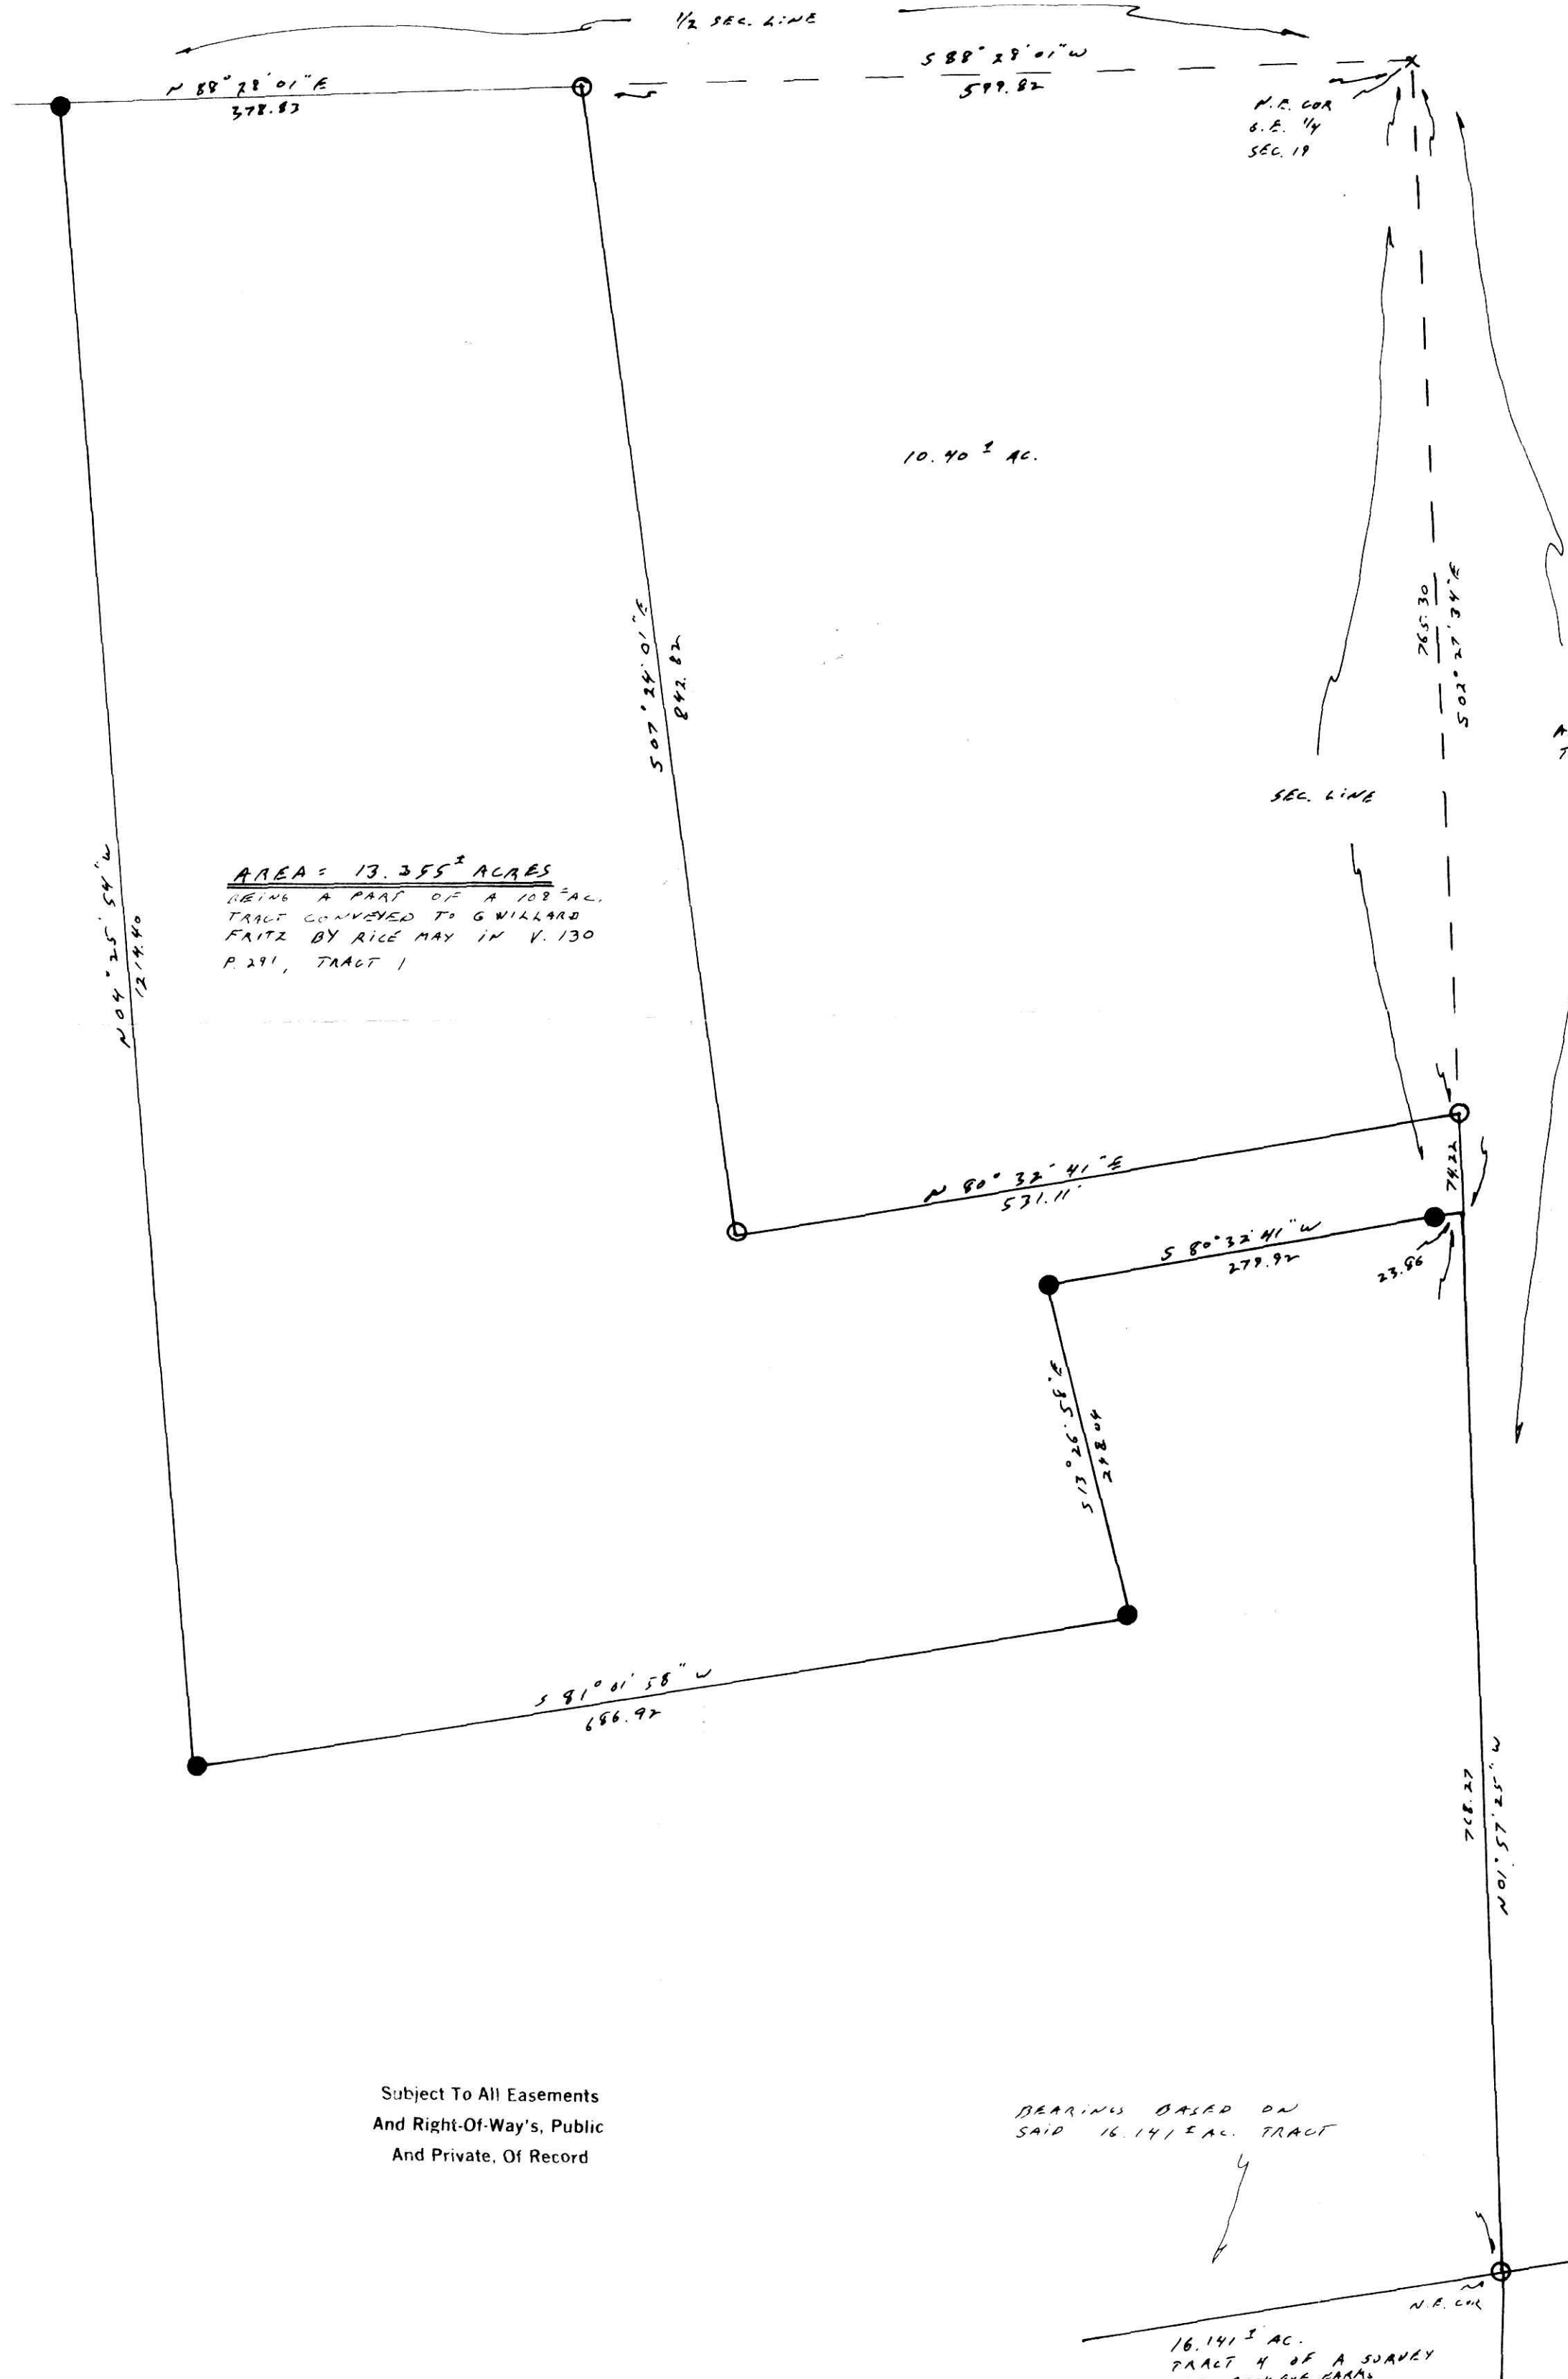 1/2 SEC. LINE
N 88° 28' 01" E
378.83
S 88° 28' 01" W
599.82
N.E. COR
S.E. 1/4
SEC. 19
10.40 ± AC.
S 07° 24' 01" E
842.82
765.30
S 02° 27' 34" E
A
T
SEC. LINE
AREA = 13.355± ACRES
BEING A PART OF A 108± AC.
TRACT CONVEYED TO G WILLARD
FRITZ BY RICE MAY IN V. 130
P. 291, TRACT 1
N 04° 25' 54" W
1214.40
N 80° 32' 41" E
531.11'
74.22
S 80° 32' 41" W
279.92
23.86
S 13° 26' 58" E
248.04
S 81° 01' 58" W
686.92
N 01° 57' 52" W
768.27
Subject To All Easements
And Right-Of-Way's, Public
And Private, Of Record
BEARINGS BASED ON
SAID 16.141± AC. TRACT
N.E. COR
16.141± AC.
TRACT 4 OF A SURVEY
FARMS